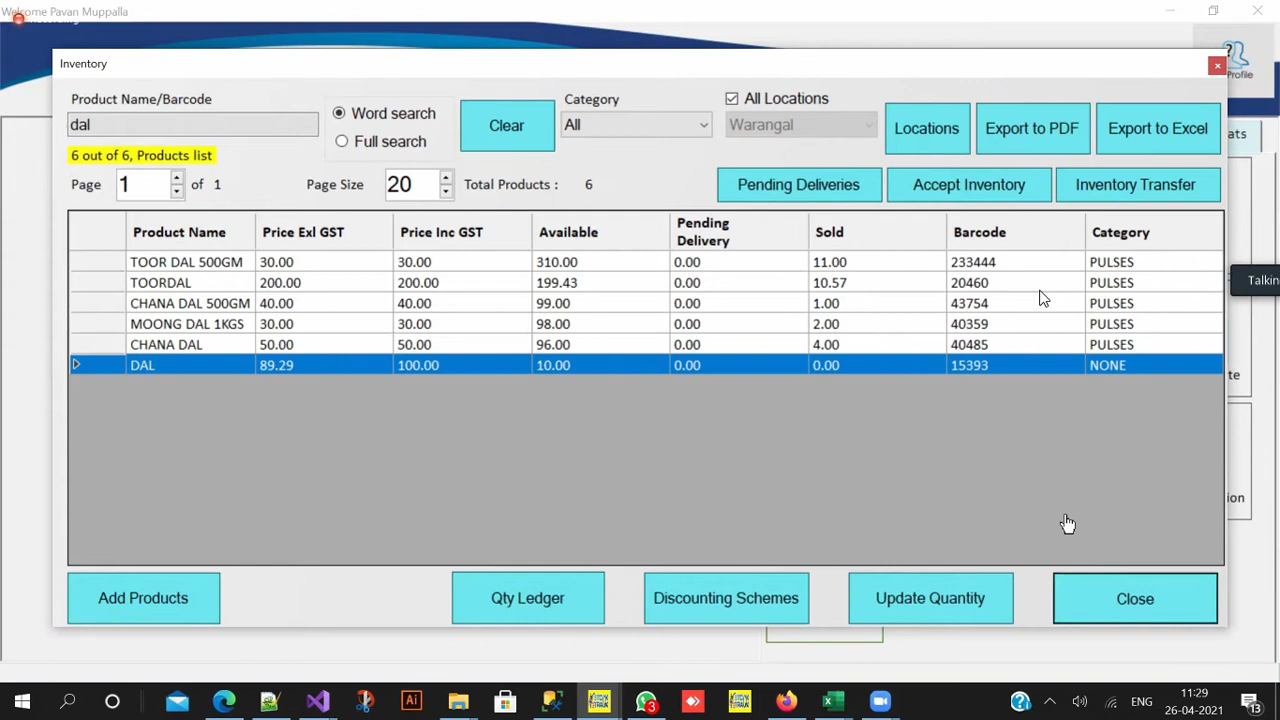 Welcome Pavan Muppalla
Inventory
Product Name/Barcode
dal
Word search
Full search
Clear
Category
All
All Locations
Warangal
Locations
Export to PDF
Export to Excel
6 out of 6, Products list
Page 1 of 1
Page Size 20
Total Products : 6
Pending Deliveries
Accept Inventory
Inventory Transfer
Product Name Price Exl GST Price Inc GST Available Pending Delivery Sold Barcode Category
TOOR DAL 500GM 30.00 30.00 310.00 0.00 11.00 233444 PULSES
TOORDAL 200.00 200.00 199.43 0.00 10.57 20460 PULSES
CHANA DAL 500GM 40.00 40.00 99.00 0.00 1.00 43754 PULSES
MOONG DAL 1KGS 30.00 30.00 98.00 0.00 2.00 40359 PULSES
CHANA DAL 50.00 50.00 96.00 0.00 4.00 40485 PULSES
DAL 89.29 100.00 10.00 0.00 0.00 15393 NONE
Add Products
Qty Ledger
Discounting Schemes
Update Quantity
Close
Profile
ats
Talkin
te
ion
Ai
3
ENG
11:29
26-04-2021
13